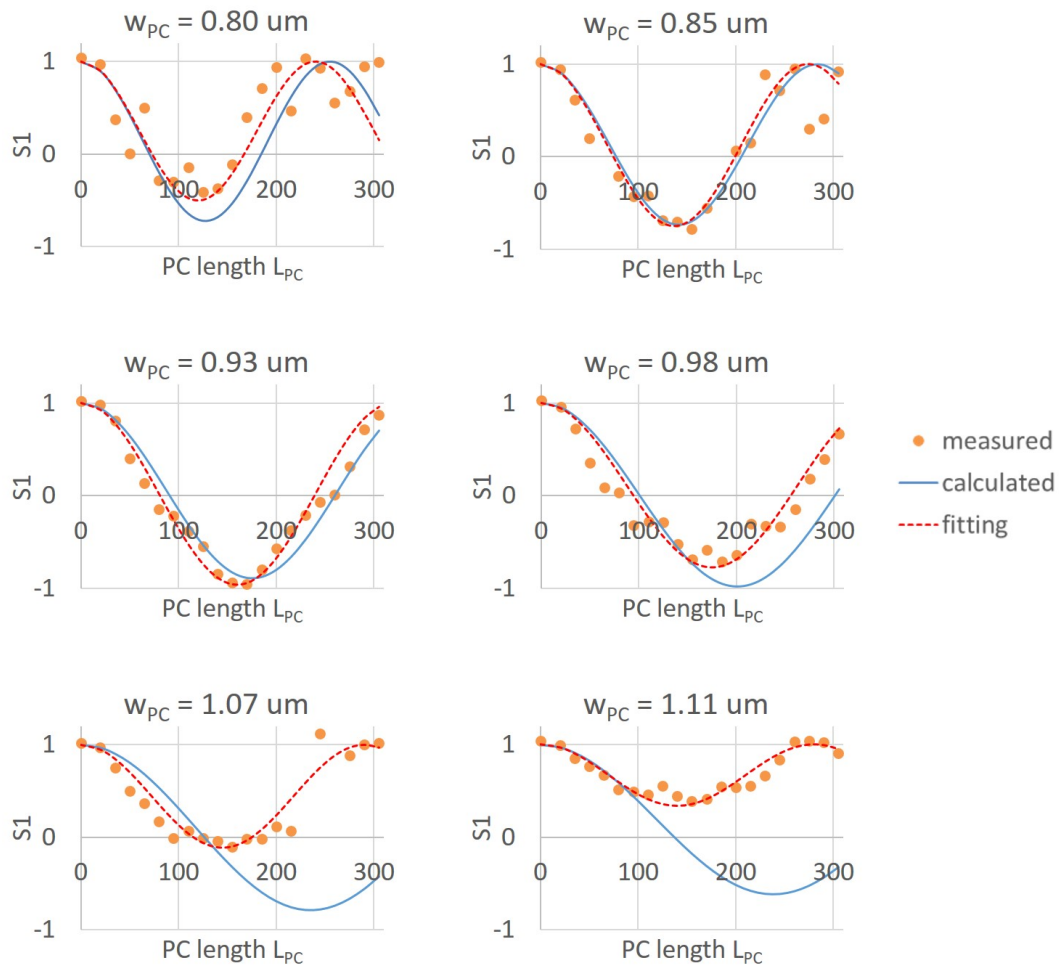 w_PC = 0.80 um
1
0
-1
S1
0 100 200 300
PC length L_PC
w_PC = 0.85 um
1
0
-1
S1
0 100 200 300
PC length L_PC
w_PC = 0.93 um
1
0
-1
S1
0 100 200 300
PC length L_PC
w_PC = 0.98 um
1
0
-1
S1
0 100 200 300
PC length L_PC
measured
calculated
fitting
w_PC = 1.07 um
1
0
-1
S1
0 100 200 300
PC length L_PC
w_PC = 1.11 um
1
0
-1
S1
0 100 200 300
PC length L_PC